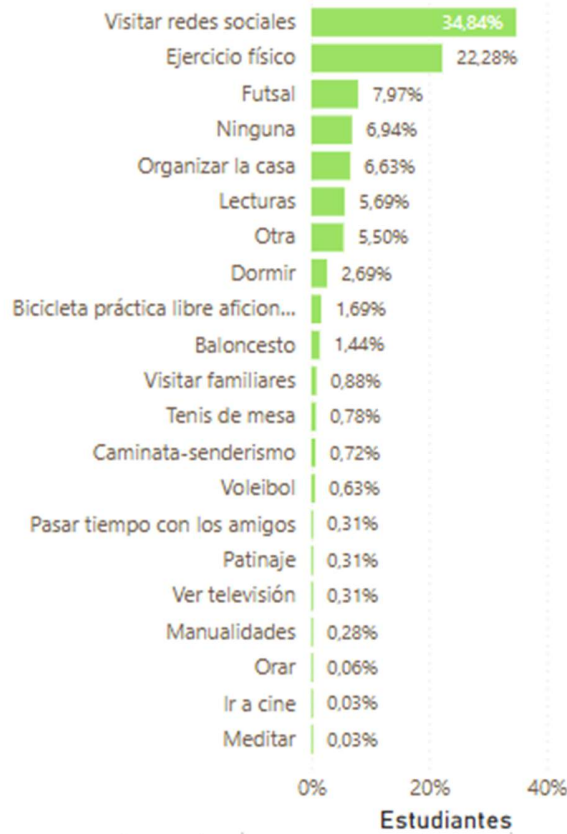 Visitar redes sociales 34,84%
Ejercicio físico 22,28%
Futsal 7,97%
Ninguna 6,94%
Organizar la casa 6,63%
Lecturas 5,69%
Otra 5,50%
Dormir 2,69%
Bicicleta práctica libre aficion... 1,69%
Baloncesto 1,44%
Visitar familiares 0,88%
Tenis de mesa 0,78%
Caminata-senderismo 0,72%
Voleibol 0,63%
Pasar tiempo con los amigos 0,31%
Patinaje 0,31%
Ver televisión 0,31%
Manualidades 0,28%
Orar 0,06%
Ir a cine 0,03%
Meditar 0,03%
0% 20% 40%
Estudiantes